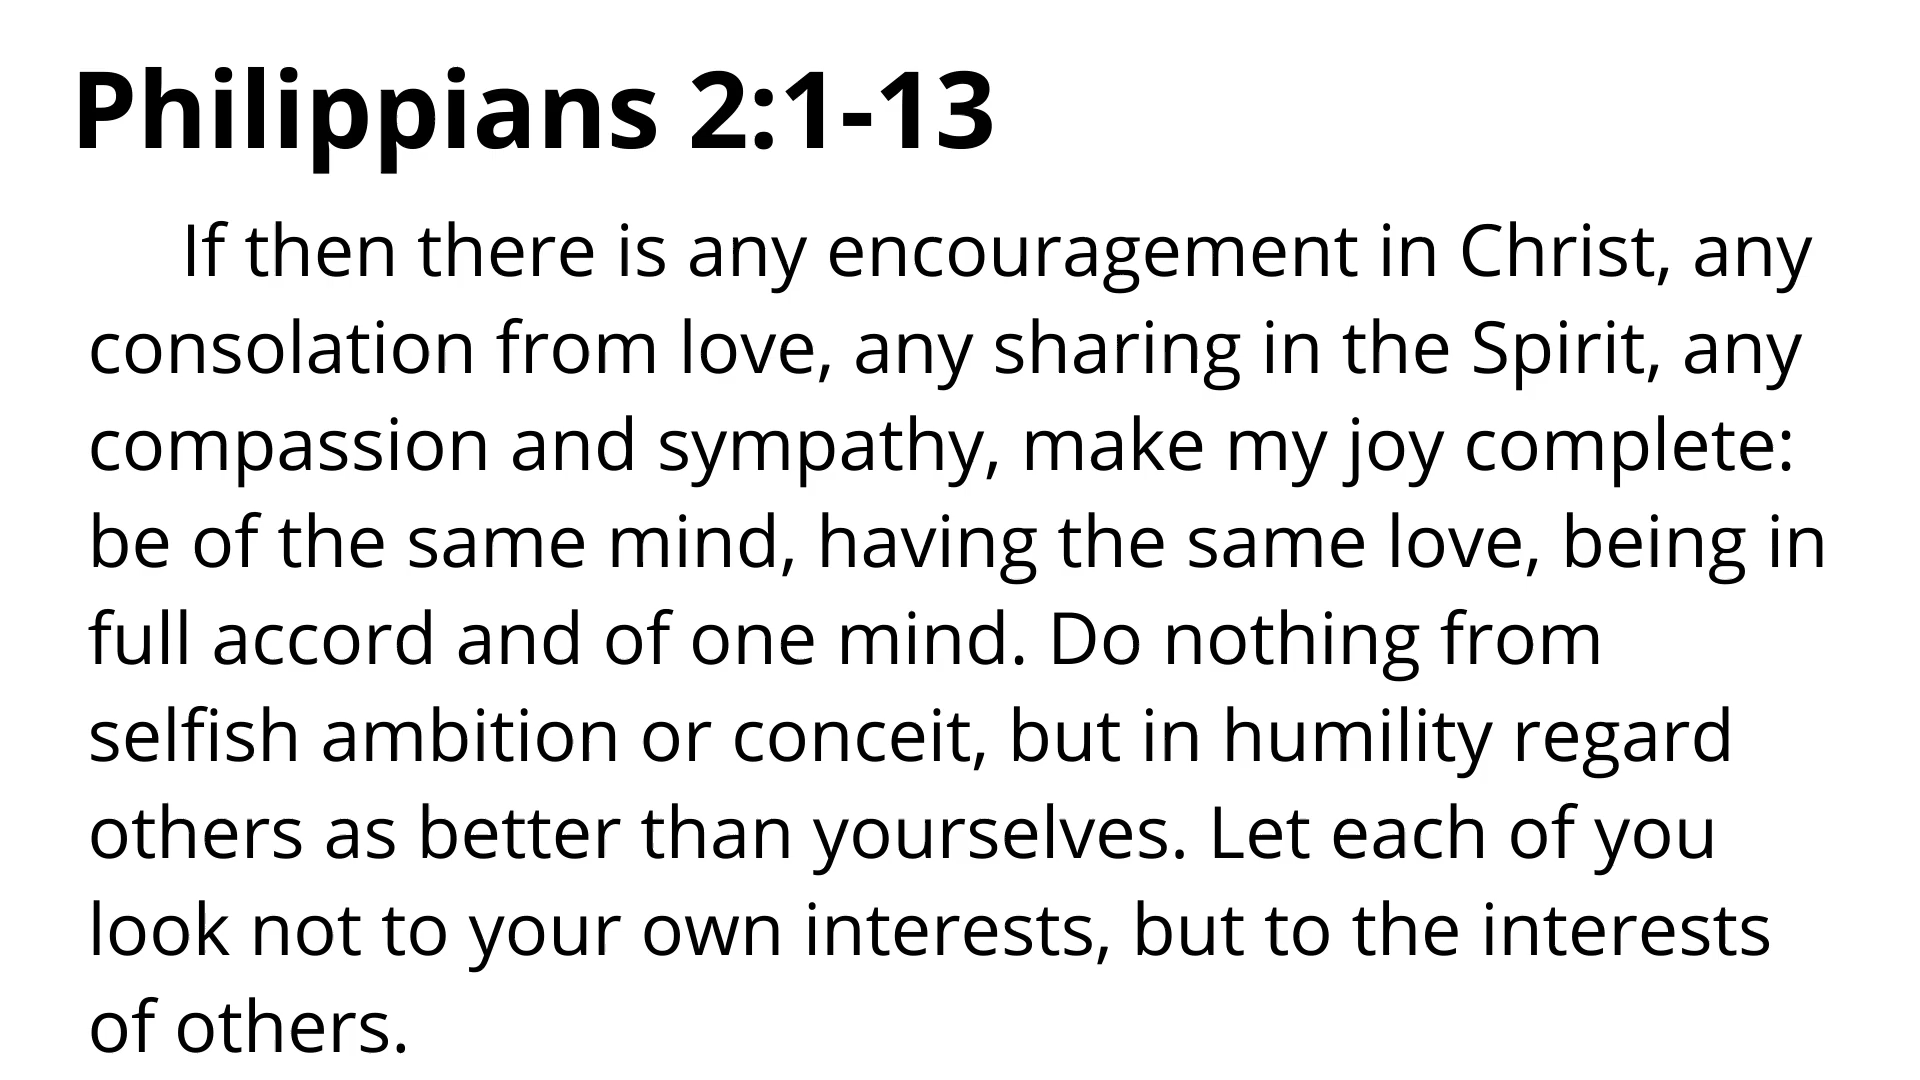 Philippians 2:1-13
If then there is any encouragement in Christ, any
consolation from love, any sharing in the Spirit, any
compassion and sympathy, make my joy complete:
be of the same mind, having the same love, being in
full accord and of one mind. Do nothing from
selfish ambition or conceit, but in humility regard
others as better than yourselves. Let each of you
look not to your own interests, but to the interests
of others.